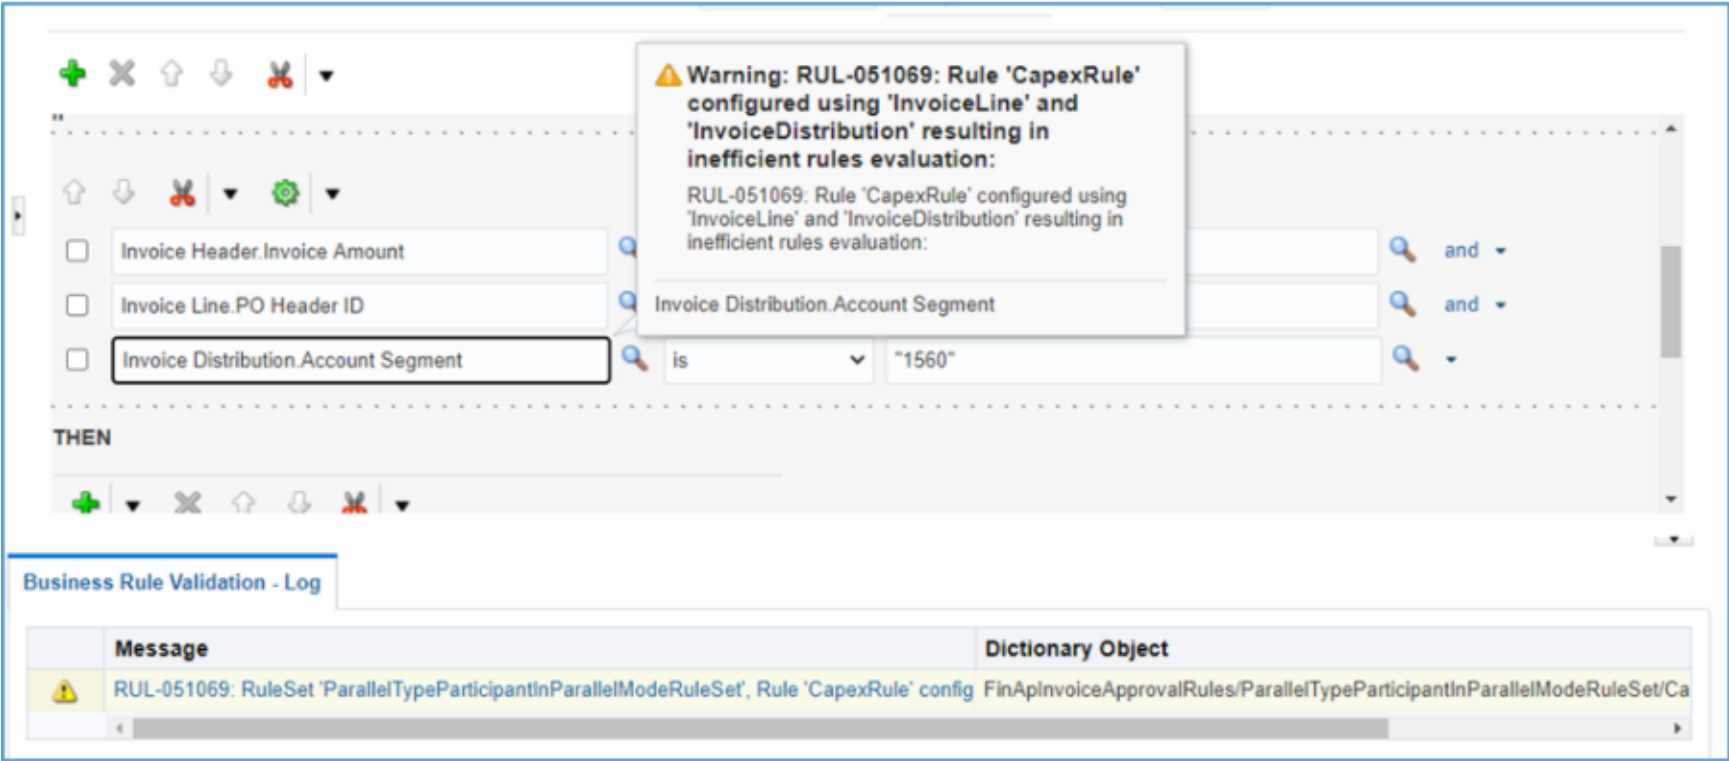 "
Warning: RUL-051069: Rule 'CapexRule'
configured using 'InvoiceLine' and
'InvoiceDistribution' resulting in
inefficient rules evaluation:
RUL-051069: Rule 'CapexRule' configured using
'InvoiceLine' and 'InvoiceDistribution' resulting in
inefficient rules evaluation:
Invoice Distribution.Account Segment
Invoice Header.Invoice Amount
and
Invoice Line.PO Header ID
and
Invoice Distribution.Account Segment
is
"1560"
THEN
Business Rule Validation - Log
Message
Dictionary Object
RUL-051069: RuleSet 'ParallelTypeParticipantInParallelModeRuleSet', Rule 'CapexRule' config
FinApInvoiceApprovalRules/ParallelTypeParticipantInParallelModeRuleSet/Ca